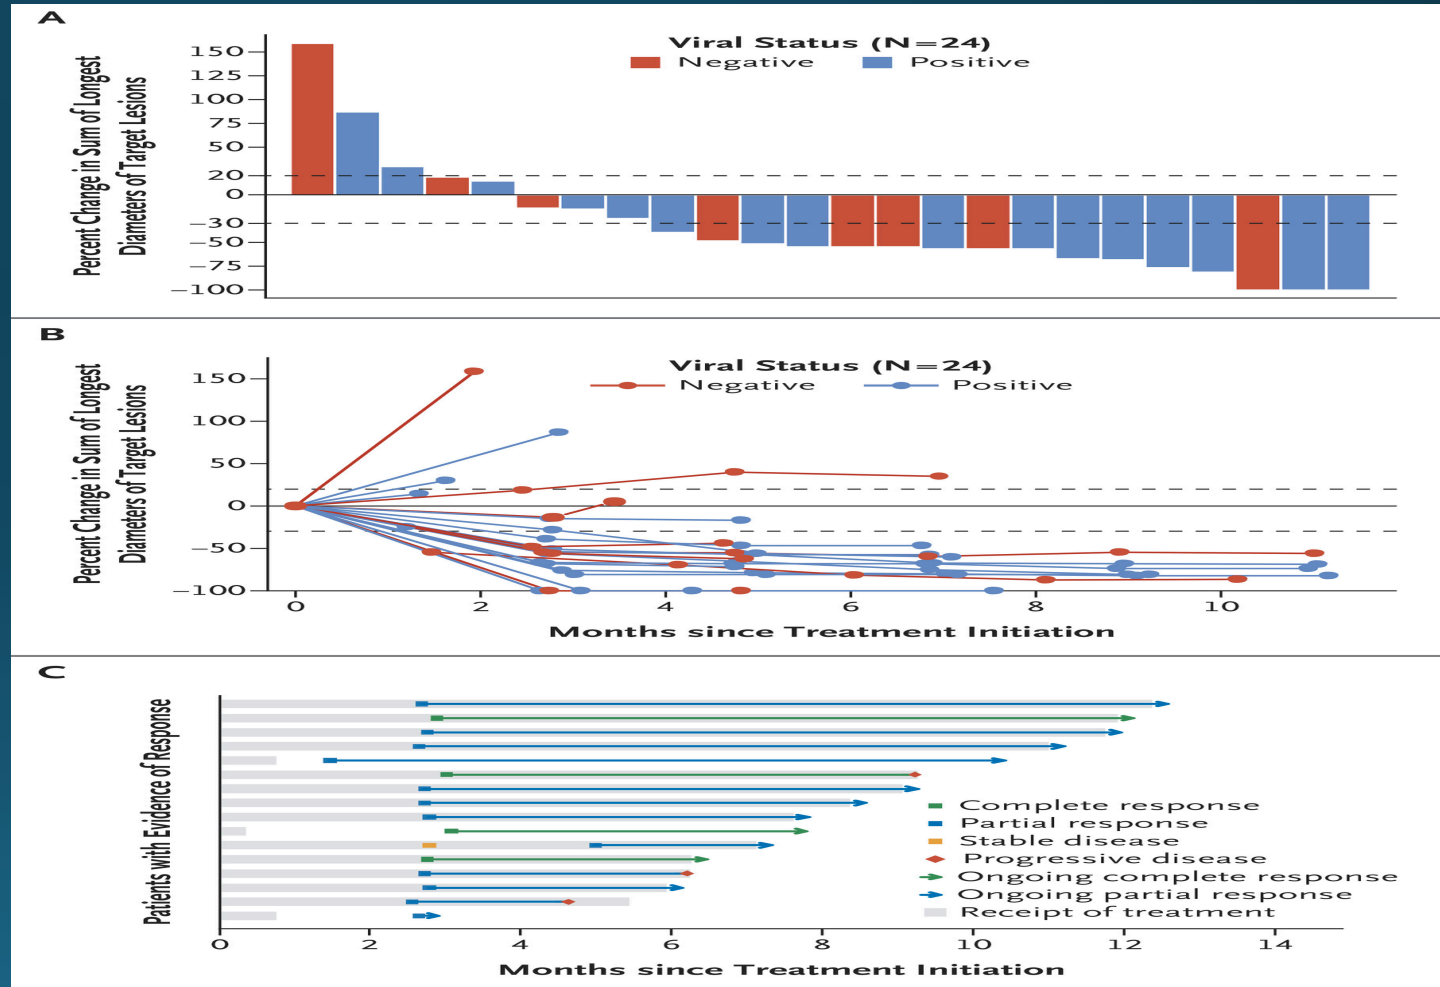 A
Viral Status (N=24)
Negative
Positive
Percent Change in Sum of Longest
Diameters of Target Lesions
150
125
100
75
50
20
0
−30
−50
−75
−100
B
Viral Status (N=24)
Negative
Positive
Percent Change in Sum of Longest
Diameters of Target Lesions
150
100
50
0
−50
−100
0 2 4 6 8 10
Months since Treatment Initiation
C
Patients with Evidence of Response
Complete response
Partial response
Stable disease
Progressive disease
Ongoing complete response
Ongoing partial response
Receipt of treatment
0 2 4 6 8 10 12 14
Months since Treatment Initiation